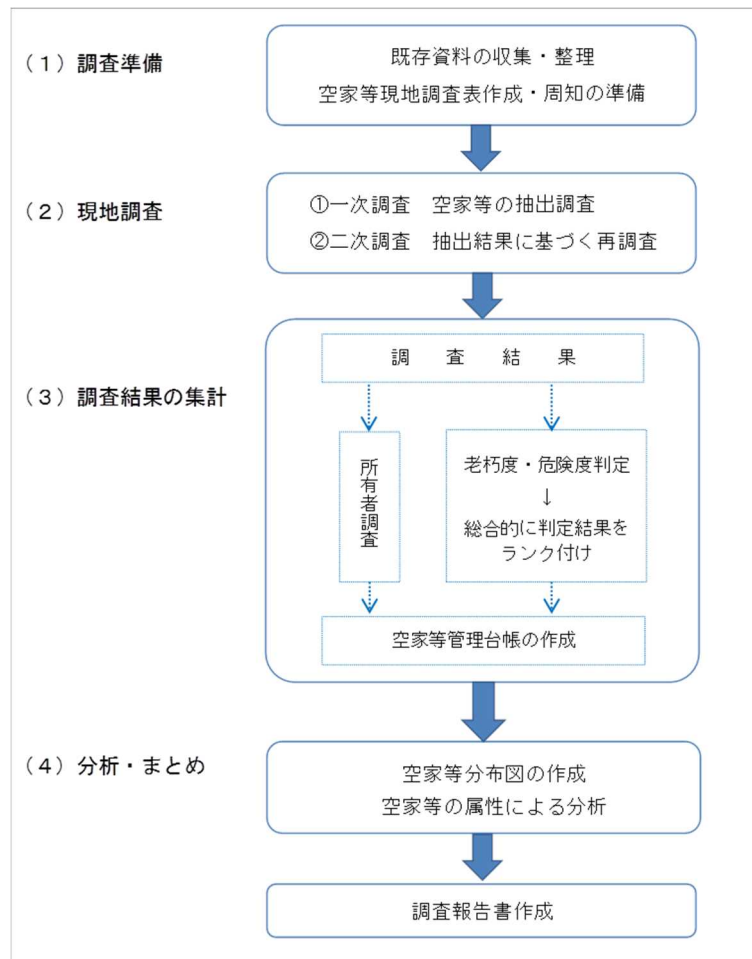 （１）調査準備
既存資料の収集・整理
空家等現地調査表作成・周知の準備
（２）現地調査
①一次調査　空家等の抽出調査
②二次調査　抽出結果に基づく再調査
（３）調査結果の集計
調　査　結　果
所有者調査
老朽度・危険度判定
↓
総合的に判定結果を
ランク付け
空家等管理台帳の作成
（４）分析・まとめ
空家等分布図の作成
空家等の属性による分析
調査報告書作成